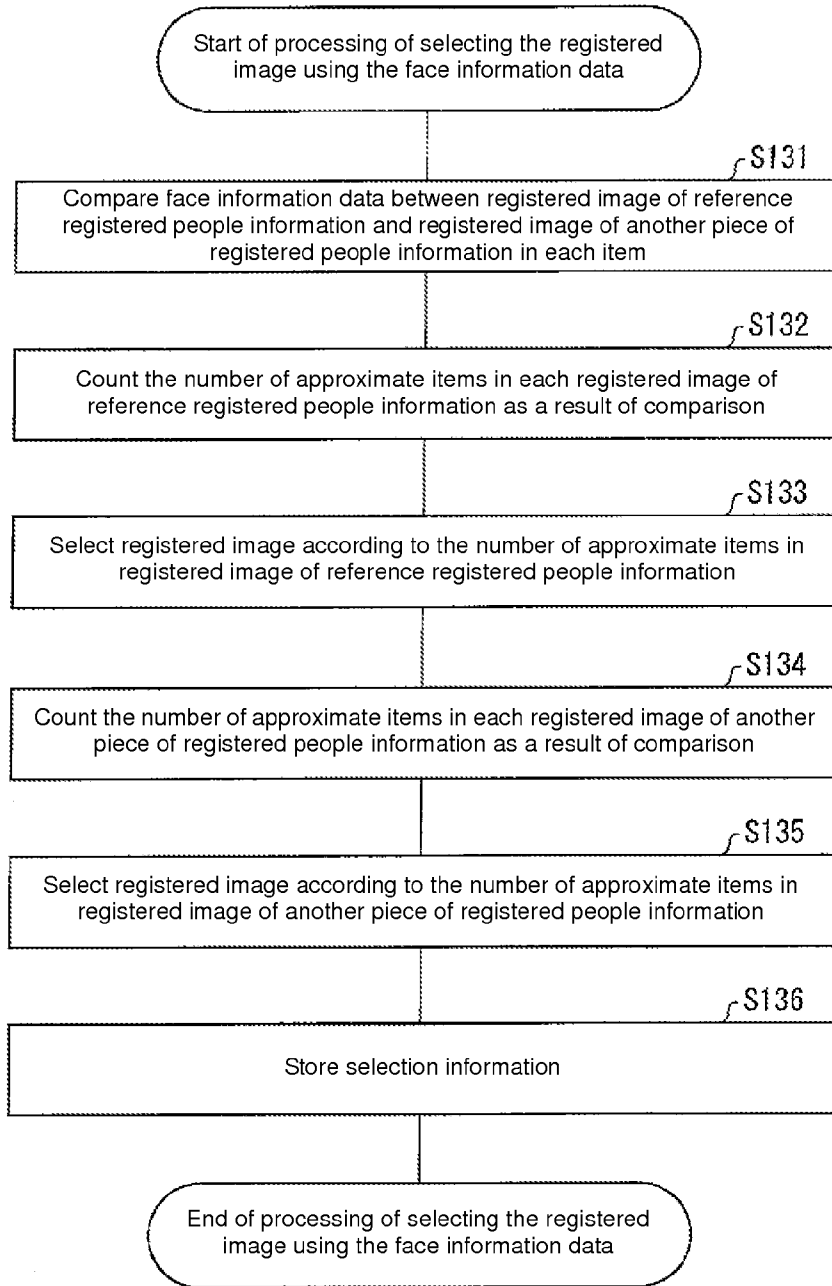 Start of processing of selecting the registered
image using the face information data
S131
Compare face information data between registered image of reference
registered people information and registered image of another piece of
registered people information in each item
S132
Count the number of approximate items in each registered image of
reference registered people information as a result of comparison
S133
Select registered image according to the number of approximate items in
registered image of reference registered people information
S134
Count the number of approximate items in each registered image of another
piece of registered people information as a result of comparison
S135
Select registered image according to the number of approximate items in
registered image of another piece of registered people information
S136
Store selection information
End of processing of selecting the registered
image using the face information data